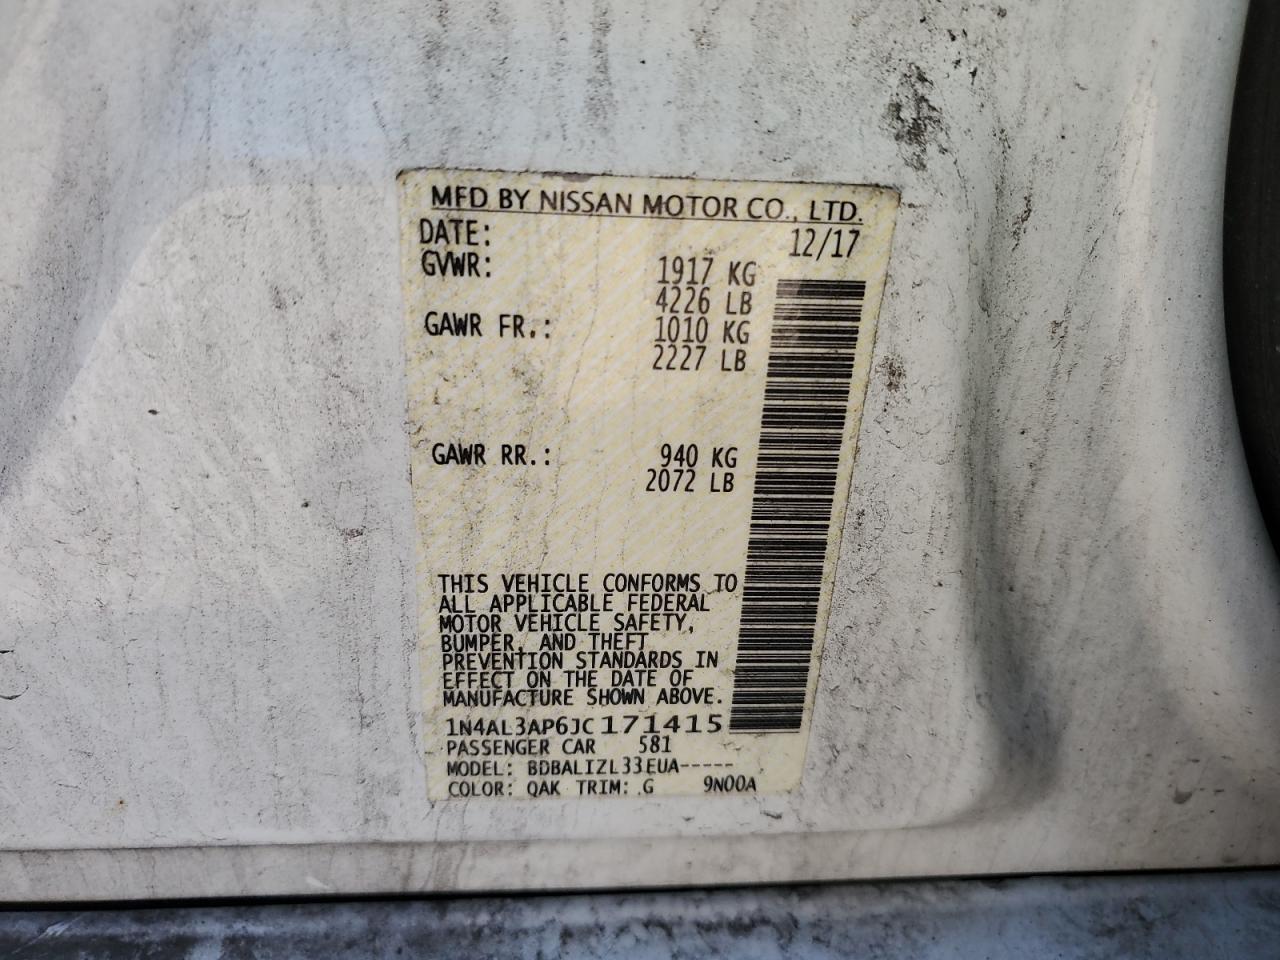 MFD BY NISSAN MOTOR CO., LTD.
DATE: 12/17
GVWR: 1917 KG
4226 LB
GAWR FR.: 1010 KG
2227 LB
GAWR RR.: 940 KG
2072 LB
THIS VEHICLE CONFORMS TO
ALL APPLICABLE FEDERAL
MOTOR VEHICLE SAFETY,
BUMPER, AND THEFT
PREVENTION STANDARDS IN
EFFECT ON THE DATE OF
MANUFACTURE SHOWN ABOVE.
1N4AL3AP6JC171415
PASSENGER CAR 581
MODEL: BDBALIZL33EUA-----
COLOR: QAK TRIM: G 9N00A